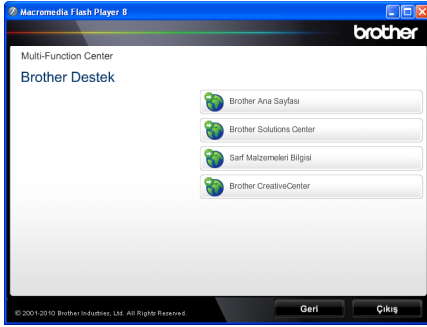 Macromedia Flash Player 8
brother
Multi-Function Center
Brother Destek
Brother Ana Sayfası
Brother Solutions Center
Sarf Malzemeleri Bilgisi
Brother CreativeCenter
© 2001-2010 Brother Industries, Ltd. All Rights Reserved.
Geri
Çıkış